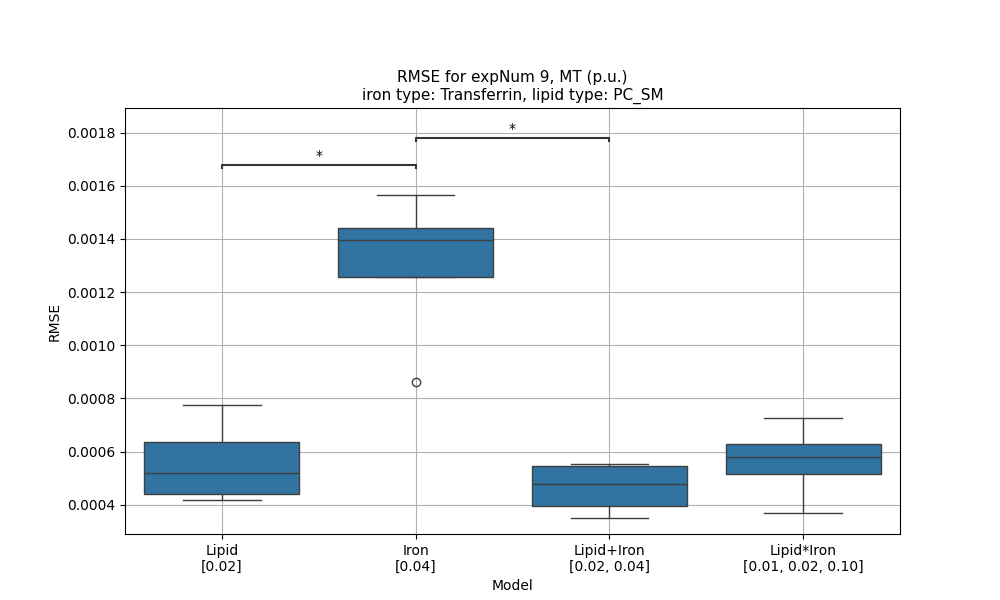 RMSE for expNum 9, MT (p.u.)
iron type: Transferrin, lipid type: PC_SM
*
*
0.0018
0.0016
0.0014
0.0012
0.0010
0.0008
0.0006
0.0004
RMSE
Lipid
[0.02]
Iron
[0.04]
Lipid+Iron
[0.02, 0.04]
Lipid*Iron
[0.01, 0.02, 0.10]
Model